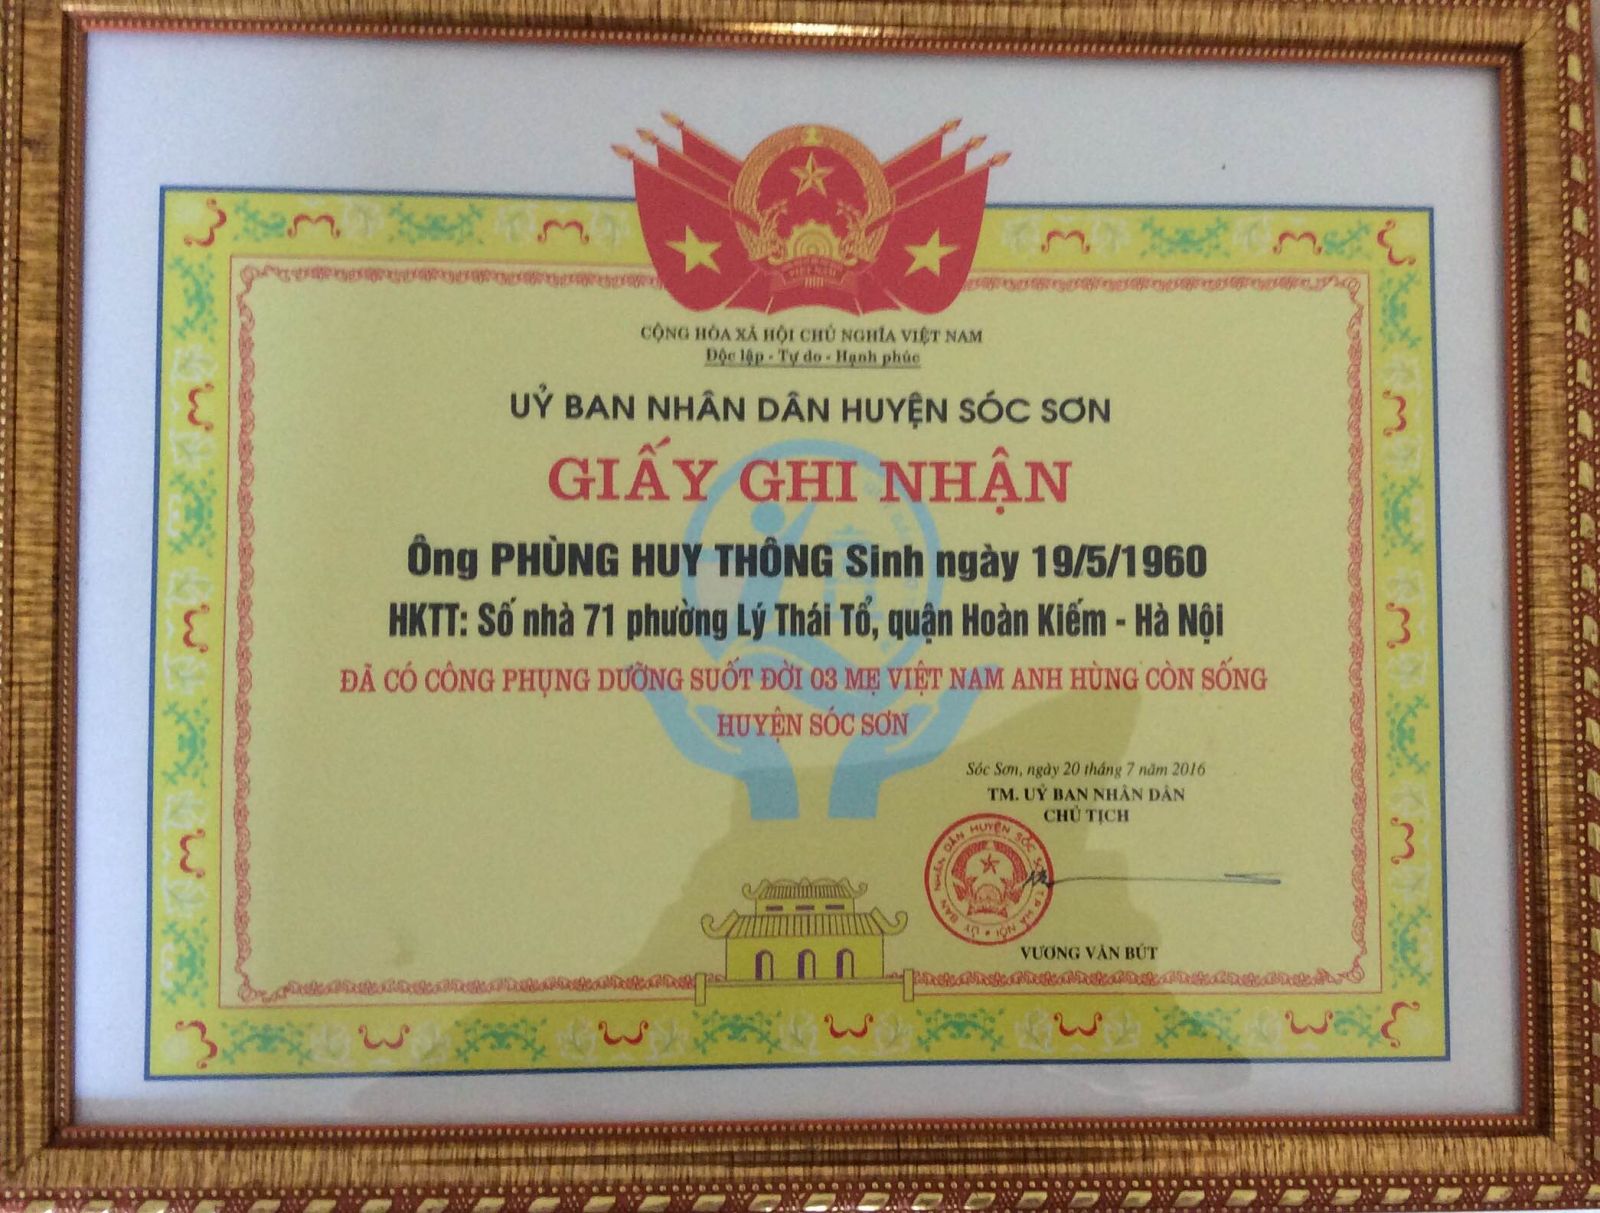 CỘNG HÒA XÃ HỘI CHỦ NGHĨA VIỆT NAM
Độc lập - Tự do - Hạnh phúc
UỶ BAN NHÂN DÂN HUYỆN SÓC SƠN
GIẤY GHI NHẬN
Ông PHÙNG HUY THÔNG Sinh ngày 19/5/1960
HKTT: Số nhà 71 phường Lý Thái Tổ, quận Hoàn Kiếm - Hà Nội
ĐÃ CÓ CÔNG PHỤNG DƯỠNG SUỐT ĐỜI 03 MẸ VIỆT NAM ANH HÙNG CÒN SỐNG
HUYỆN SÓC SƠN
Sóc Sơn, ngày 20 tháng 7 năm 2016
TM. UỶ BAN NHÂN DÂN
CHỦ TỊCH
VƯƠNG VĂN BÚT